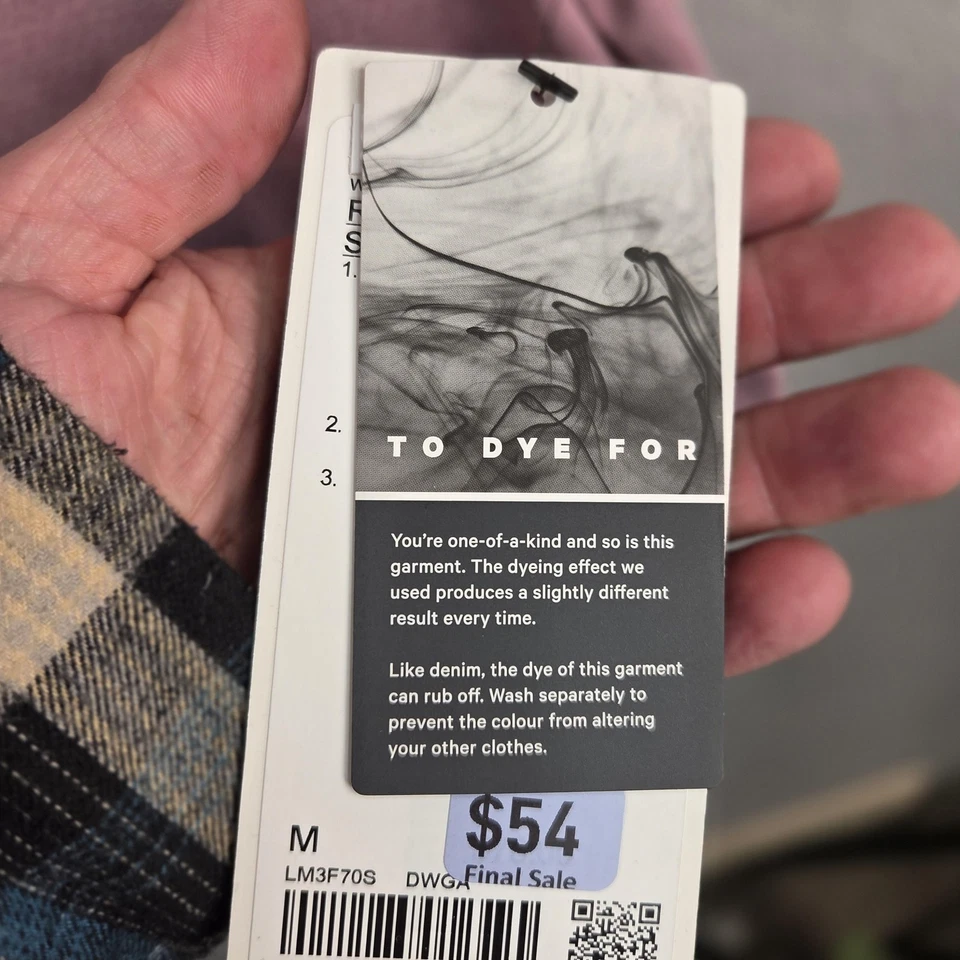 W
R
S
1.
2.
3.
TO DYE FOR
You're one-of-a-kind and so is this
garment. The dyeing effect we
used produces a slightly different
result every time.
Like denim, the dye of this garment
can rub off. Wash separately to
prevent the colour from altering
your other clothes.
$54
Final Sale
M
LM3F70S DWGA